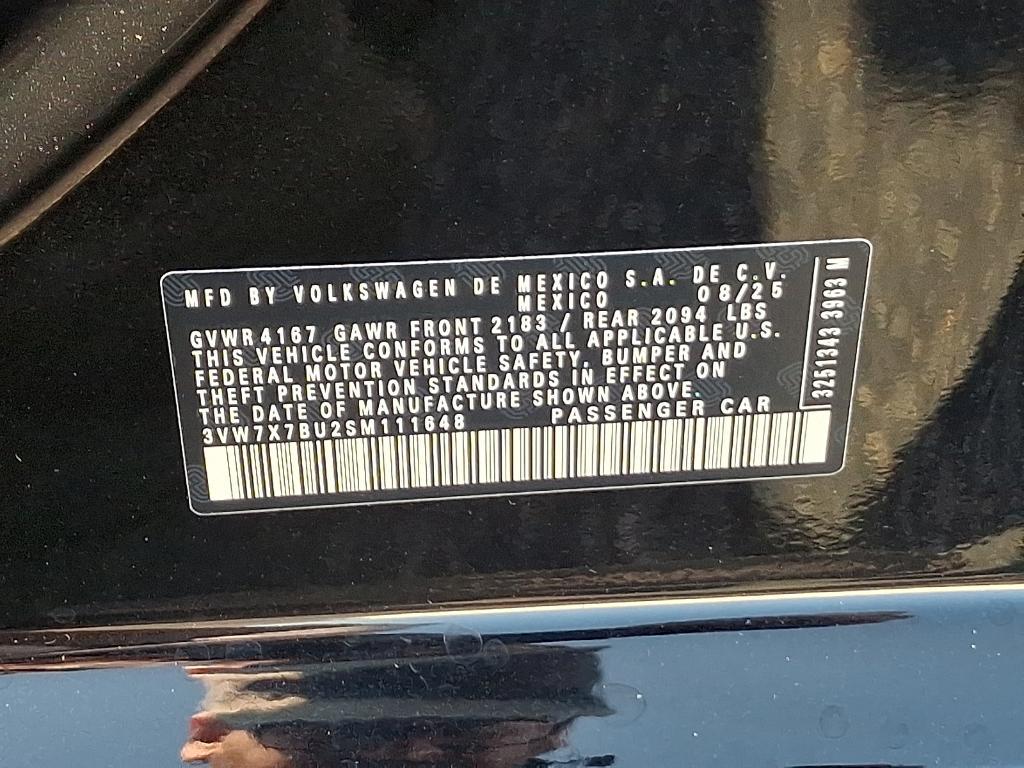 MFD BY VOLKSWAGEN DE MEXICO S.A. DE C.V.
MEXICO 08/25
GVWR 4167 GAWR FRONT 2183 / REAR 2094 LBS
THIS VEHICLE CONFORMS TO ALL APPLICABLE U.S.
FEDERAL MOTOR VEHICLE SAFETY, BUMPER AND
THEFT PREVENTION STANDARDS IN EFFECT ON
THE DATE OF MANUFACTURE SHOWN ABOVE.
3VW7X7BU2SM111648 PASSENGER CAR
3251343 3963 M